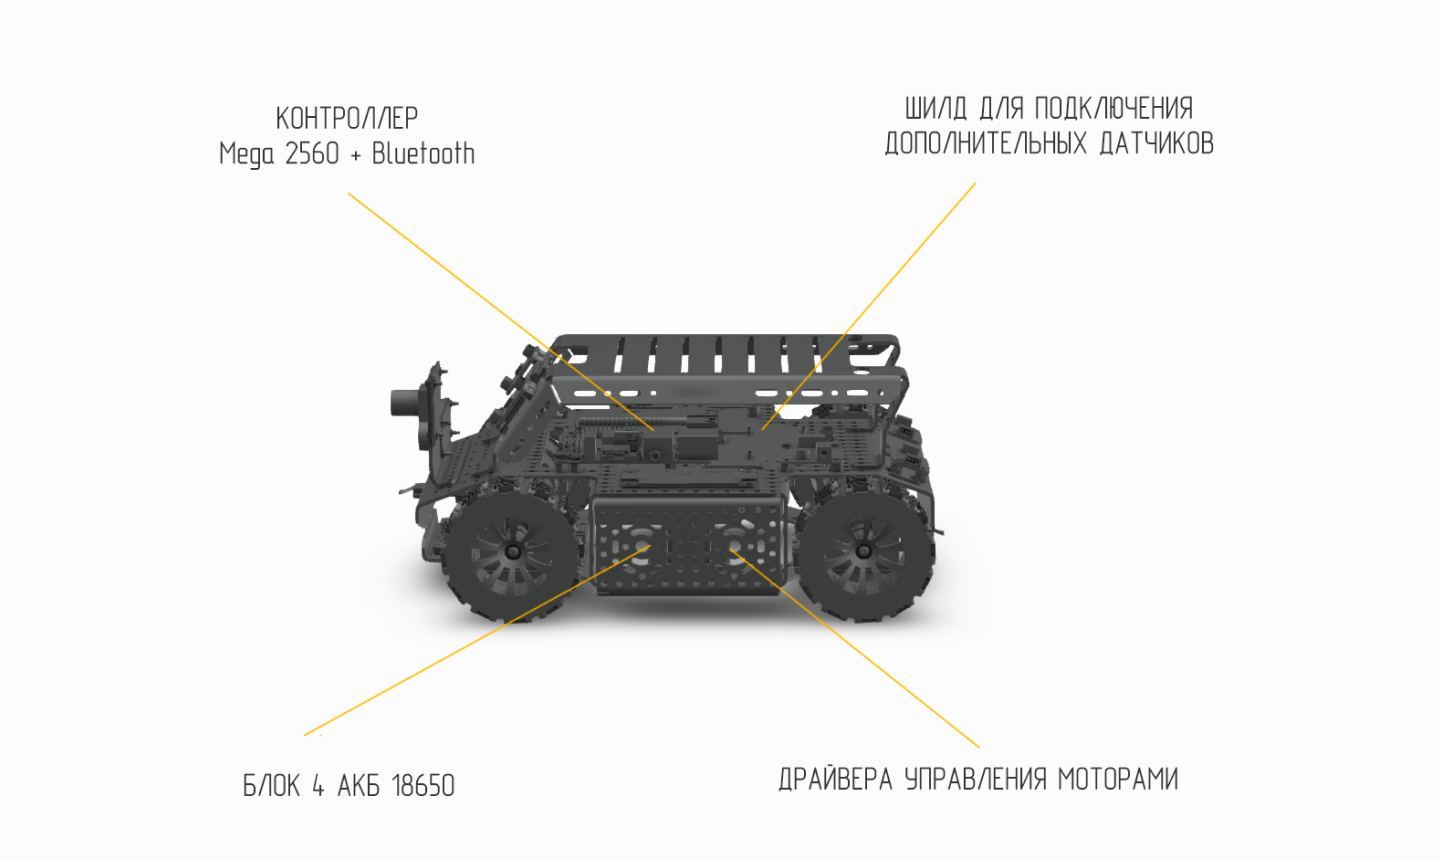 КОНТРОЛЛЕР
Mega 2560 + Bluetooth
ШИЛД ДЛЯ ПОДКЛЮЧЕНИЯ
ДОПОЛНИТЕЛЬНЫХ ДАТЧИКОВ
БЛОК 4 АКБ 18650
ДРАЙВЕРА УПРАВЛЕНИЯ МОТОРАМИ